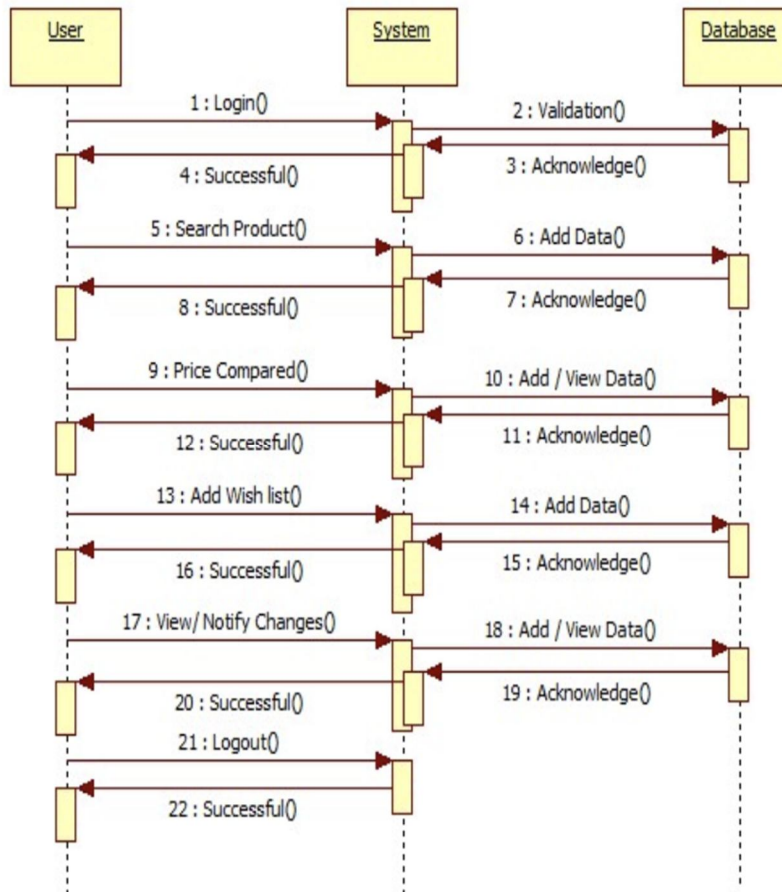 User
System
Database
1 : Login()
2 : Validation()
3 : Acknowledge()
4 : Successful()
5 : Search Product()
6 : Add Data()
7 : Acknowledge()
8 : Successful()
9 : Price Compared()
10 : Add / View Data()
11 : Acknowledge()
12 : Successful()
13 : Add Wish list()
14 : Add Data()
15 : Acknowledge()
16 : Successful()
17 : View/ Notify Changes()
18 : Add / View Data()
19 : Acknowledge()
20 : Successful()
21 : Logout()
22 : Successful()